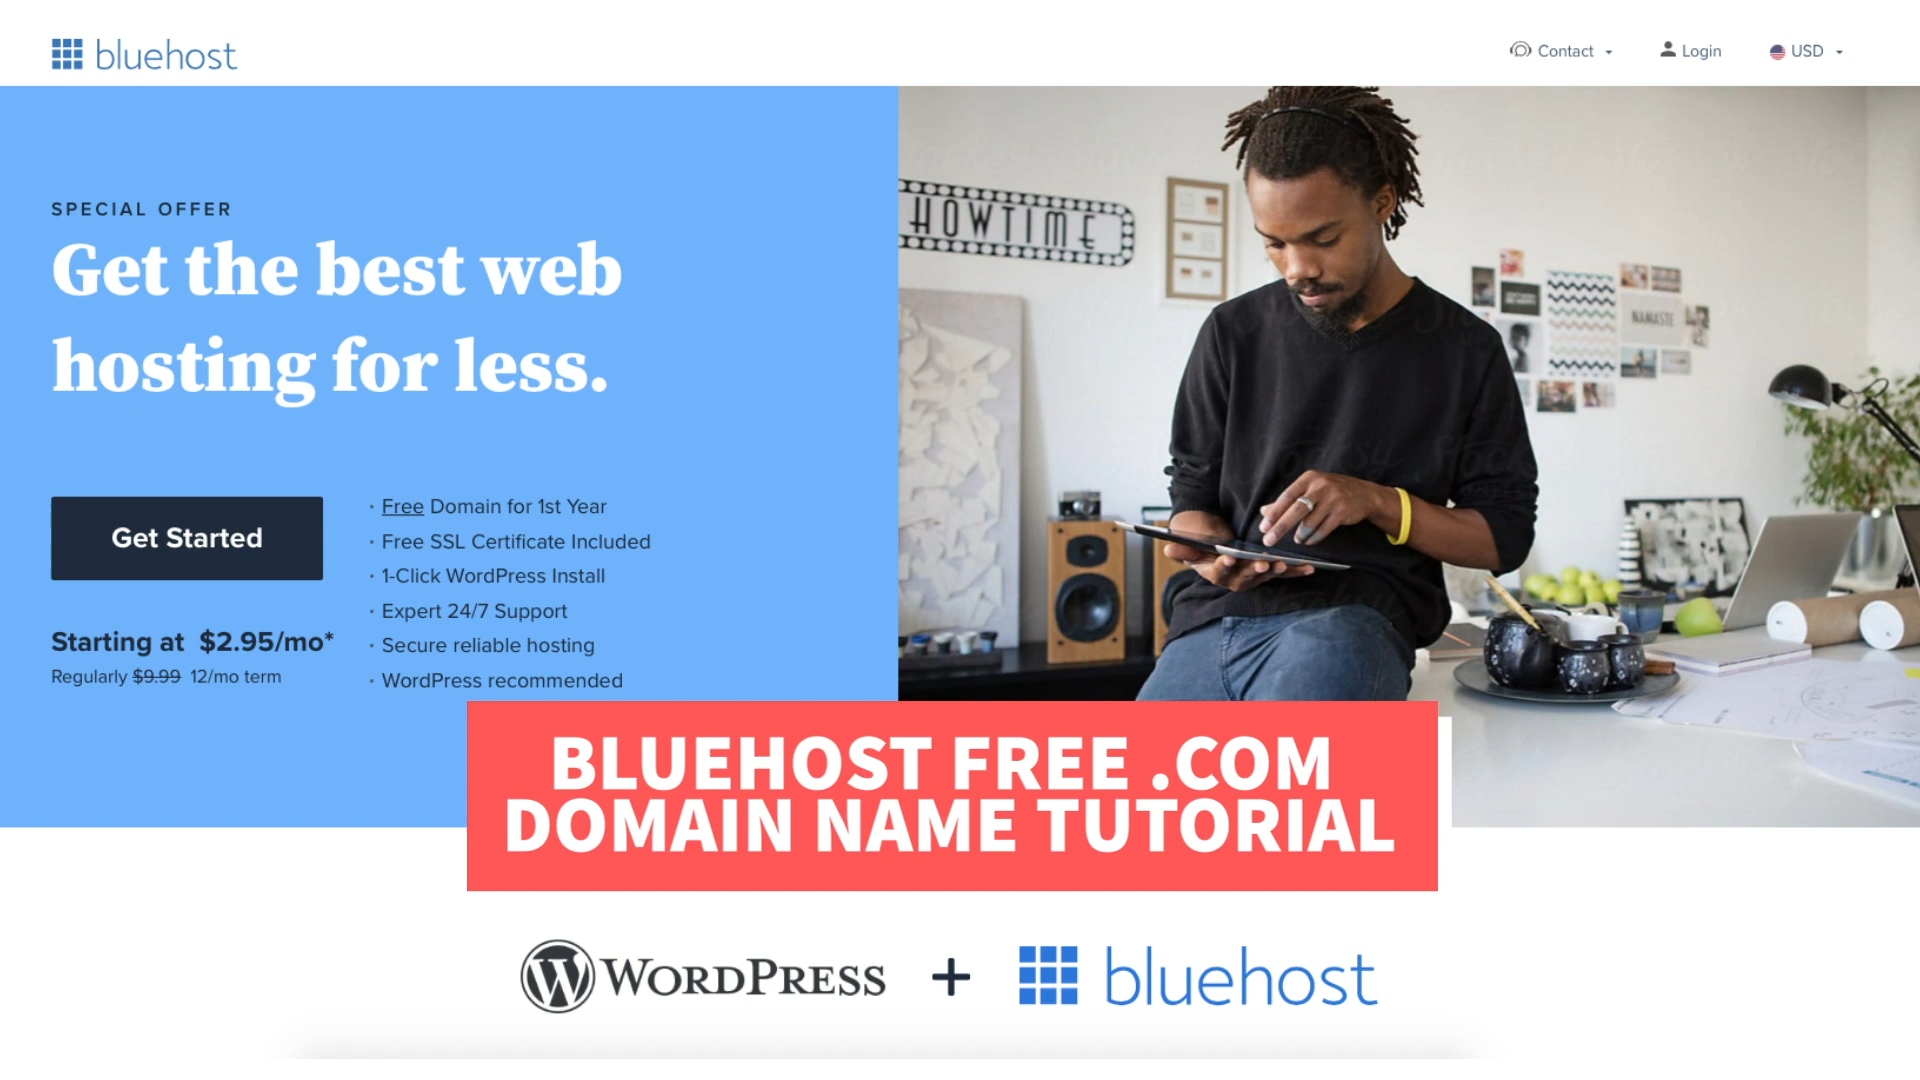 bluehost
Contact
Login
USD
SPECIAL OFFER
Get the best web
hosting for less.
Get Started
Starting at $2.95/mo*
Regularly $9.99 12/mo term
· Free Domain for 1st Year
· Free SSL Certificate Included
· 1-Click WordPress Install
· Expert 24/7 Support
· Secure reliable hosting
· WordPress recommended
HOWTIME
NAMASTE
BLUEHOST FREE .COM
DOMAIN NAME TUTORIAL
WORDPRESS + bluehost